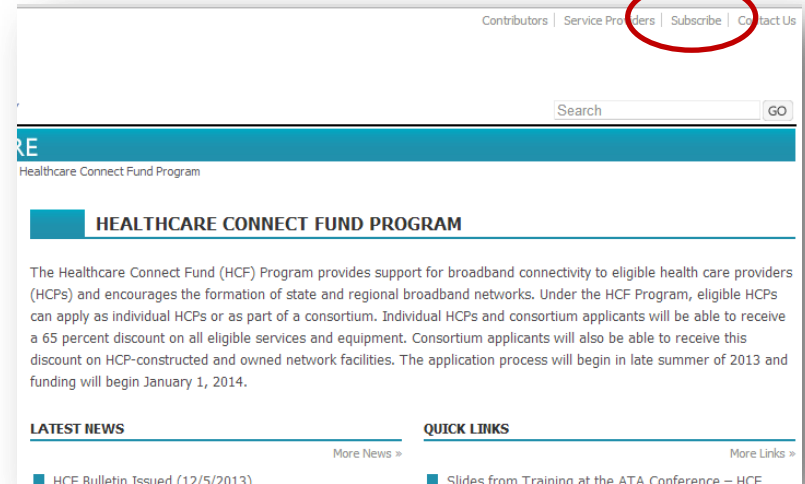 Contributors | Service Providers | Subscribe | Contact Us
Search GO
RE
Healthcare Connect Fund Program
HEALTHCARE CONNECT FUND PROGRAM
The Healthcare Connect Fund (HCF) Program provides support for broadband connectivity to eligible health care providers
(HCPs) and encourages the formation of state and regional broadband networks. Under the HCF Program, eligible HCPs
can apply as individual HCPs or as part of a consortium. Individual HCPs and consortium applicants will be able to receive
a 65 percent discount on all eligible services and equipment. Consortium applicants will also be able to receive this
discount on HCP-constructed and owned network facilities. The application process will begin in late summer of 2013 and
funding will begin January 1, 2014.
LATEST NEWS
More News »
HCF Bulletin Issued (12/5/2013)
QUICK LINKS
More Links »
Slides from Training at the ATA Conference – HCF